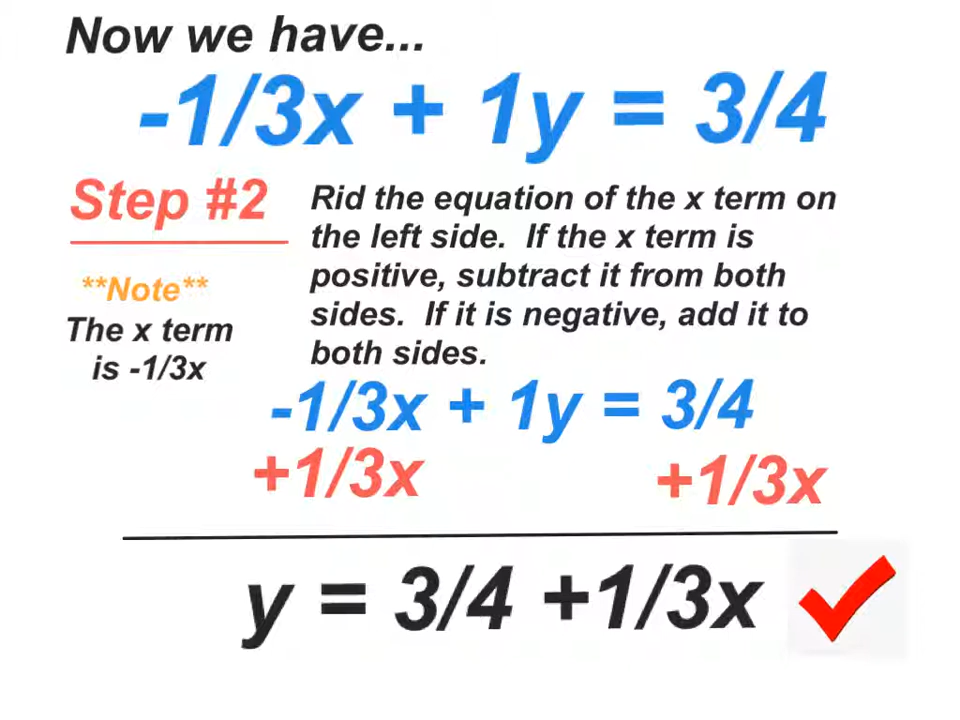 Now we have...
-1/3x + 1y = 3/4
Step #2
**Note**
The x term
is -1/3x
Rid the equation of the x term on
the left side. If the x term is
positive, subtract it from both
sides. If it is negative, add it to
both sides.
-1/3x + 1y = 3/4
+1/3x +1/3x
y = 3/4 +1/3x